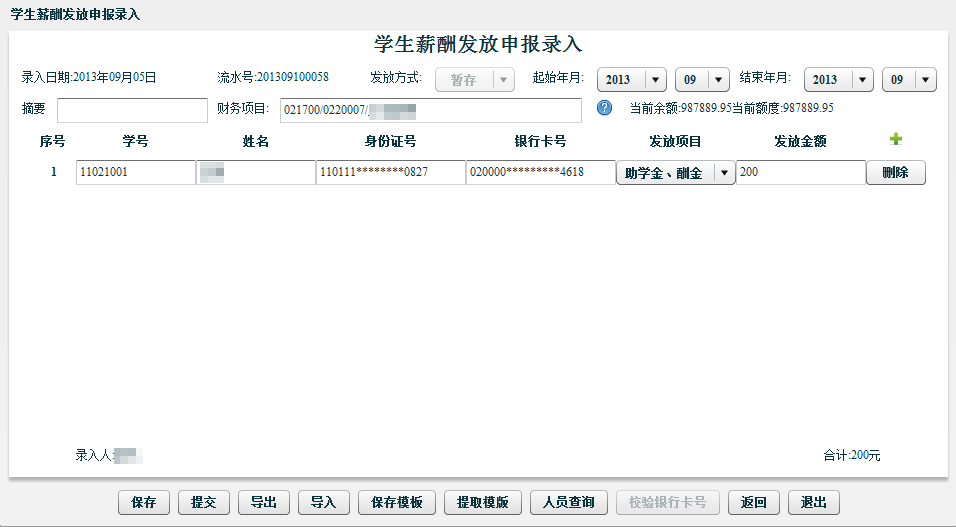 学生薪酬发放申报录入
学生薪酬发放申报录入
录入日期:2013年09月05日 流水号:201309100058 发放方式: 暂存 起始年月: 2013 09 结束年月: 2013 09
摘要 财务项目: 021700/0220007/ ? 当前余额:987889.95当前额度:987889.95
序号 学号 姓名 身份证号 银行卡号 发放项目 发放金额
1 11021001 110111********0827 020000*********4618 助学金、酬金 200 删除
录入人: 合计:200元
保存 提交 导出 导入 保存模板 提取模版 人员查询 检验银行卡号 返回 退出